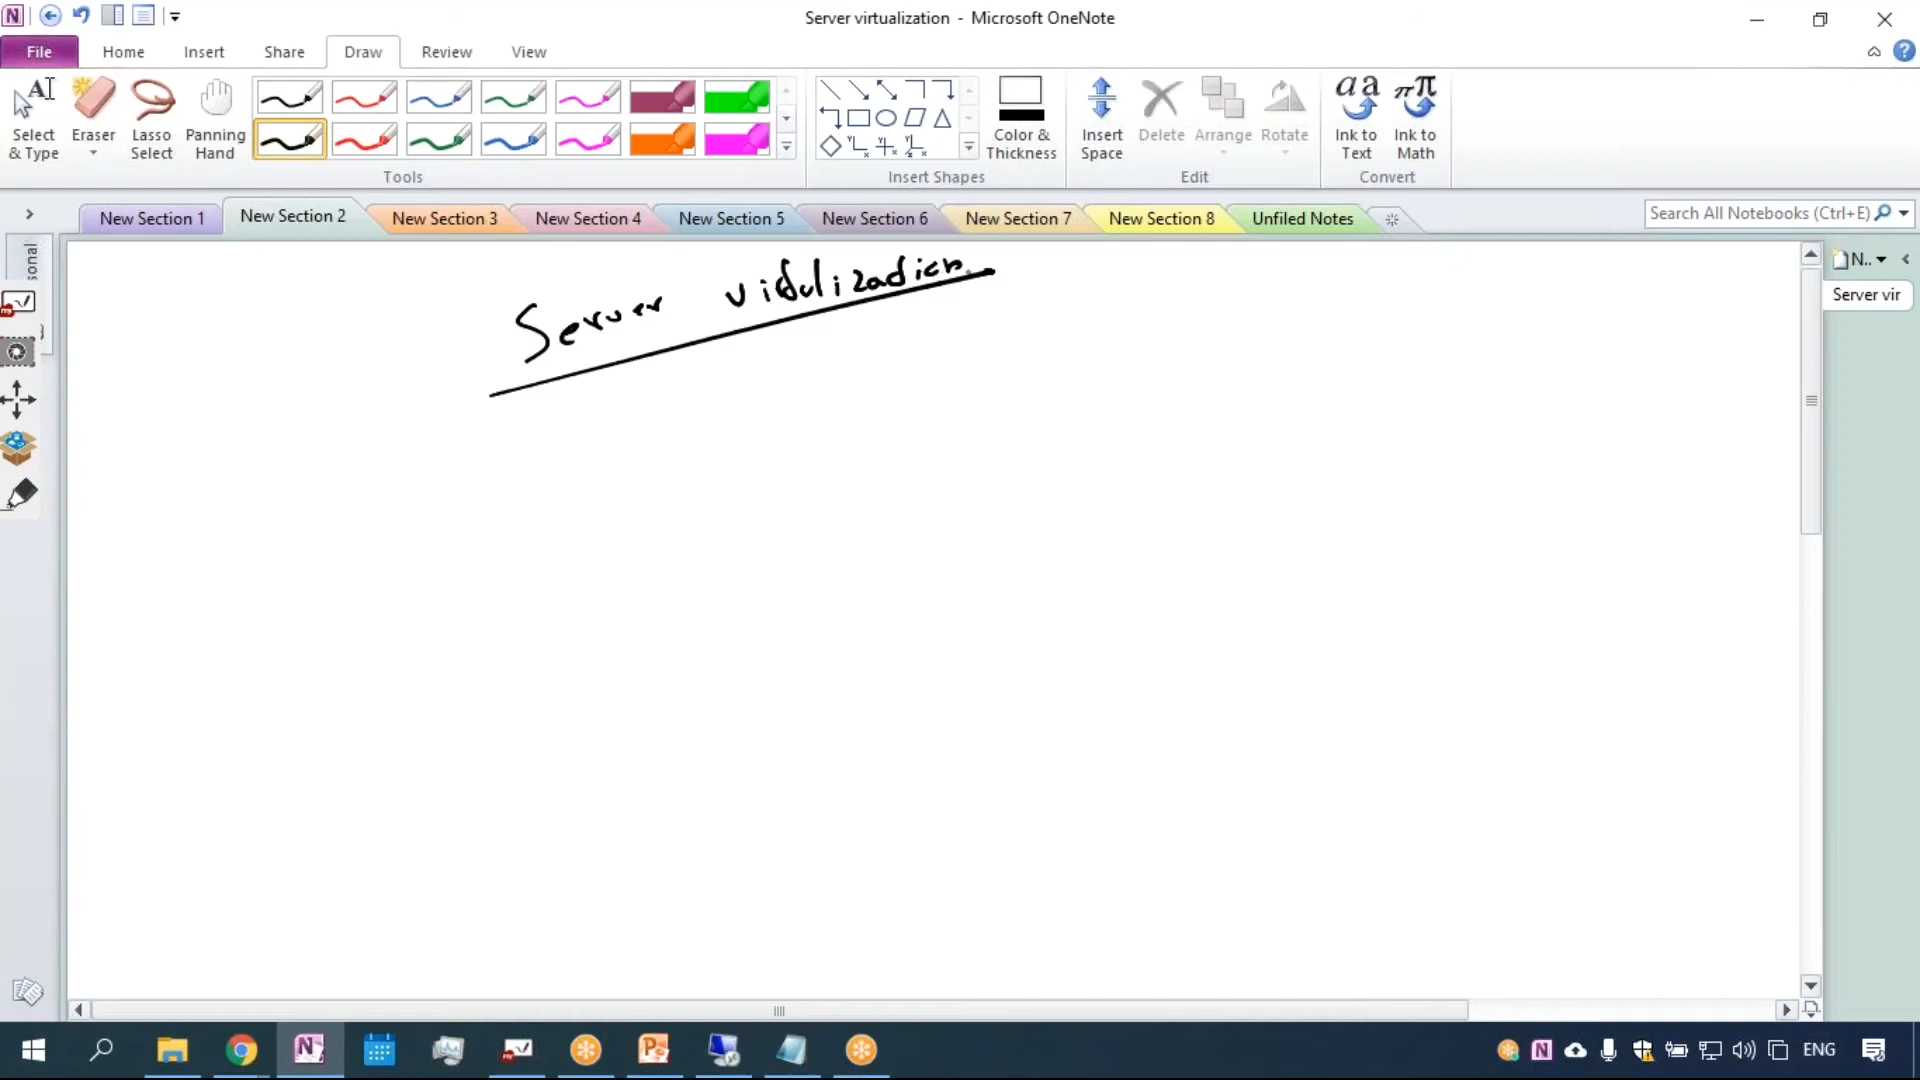 Server virtualization - Microsoft OneNote
File Home Insert Share Draw Review View
Select & Type
Eraser
Lasso Select
Panning Hand
Color & Thickness
Insert Space
Delete
Arrange
Rotate
Ink to Text
Ink to Math
Tools
Insert Shapes
Edit
Convert
New Section 1 New Section 2 New Section 3 New Section 4 New Section 5 New Section 6 New Section 7 New Section 8 Unfiled Notes
Search All Notebooks (Ctrl+E)
N..
Server vir
sonal
Server
ENG